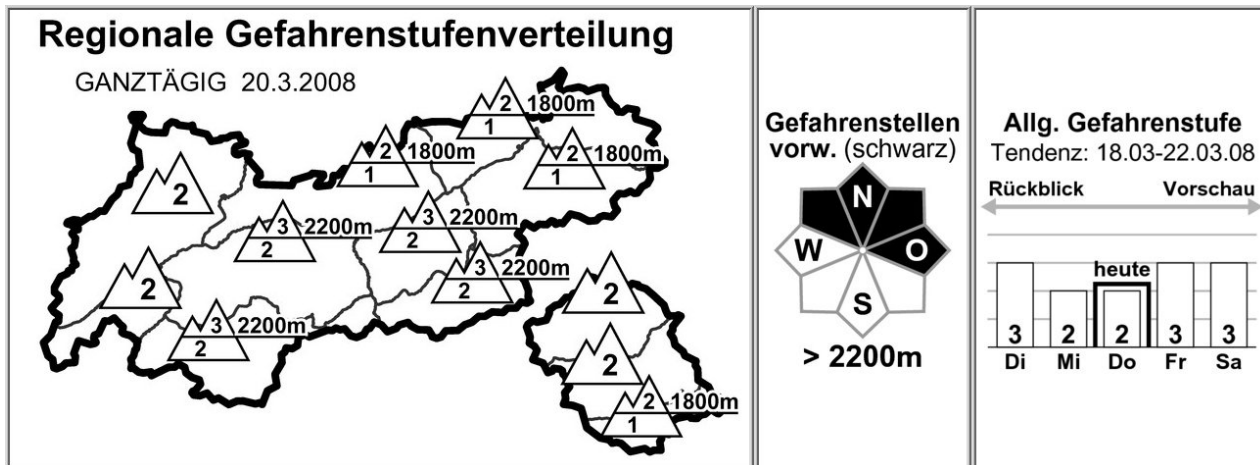 Regionale Gefahrenstufenverteilung
GANZTÄGIG 20.3.2008
2 1800m
1
2 1800m
1
2 1800m
1
2
3 2200m
2
3 2200m
2
3 2200m
2
2
3 2200m
2
2
2
2 1800m
1
Gefahrenstellen
vorw. (schwarz)
N
W O
S
> 2200m
Allg. Gefahrenstufe
Tendenz: 18.03-22.03.08
Rückblick Vorschau
heute
3 2 2 3 3
Di Mi Do Fr Sa